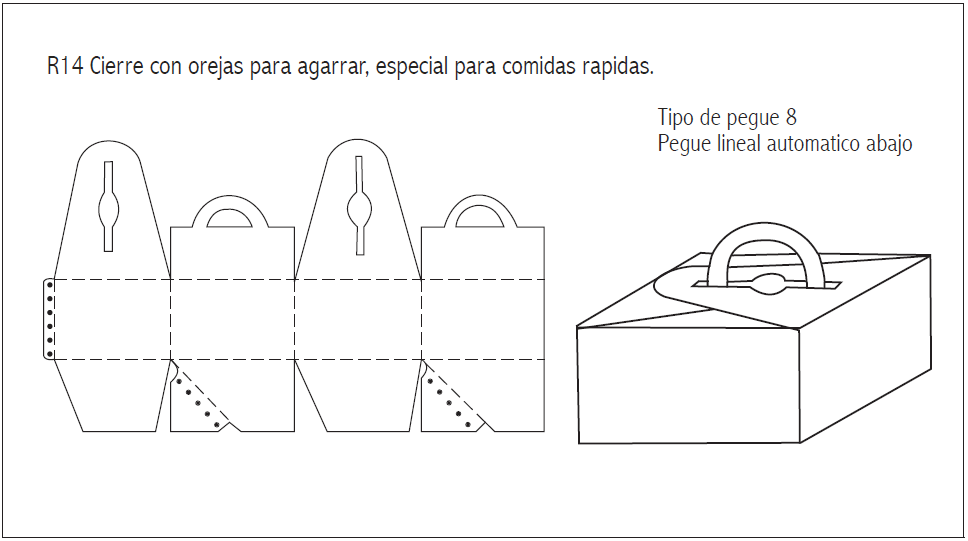 R14 Cierre con orejas para agarrar, especial para comidas rapidas.
Tipo de pegue 8
Pegue lineal automatico abajo